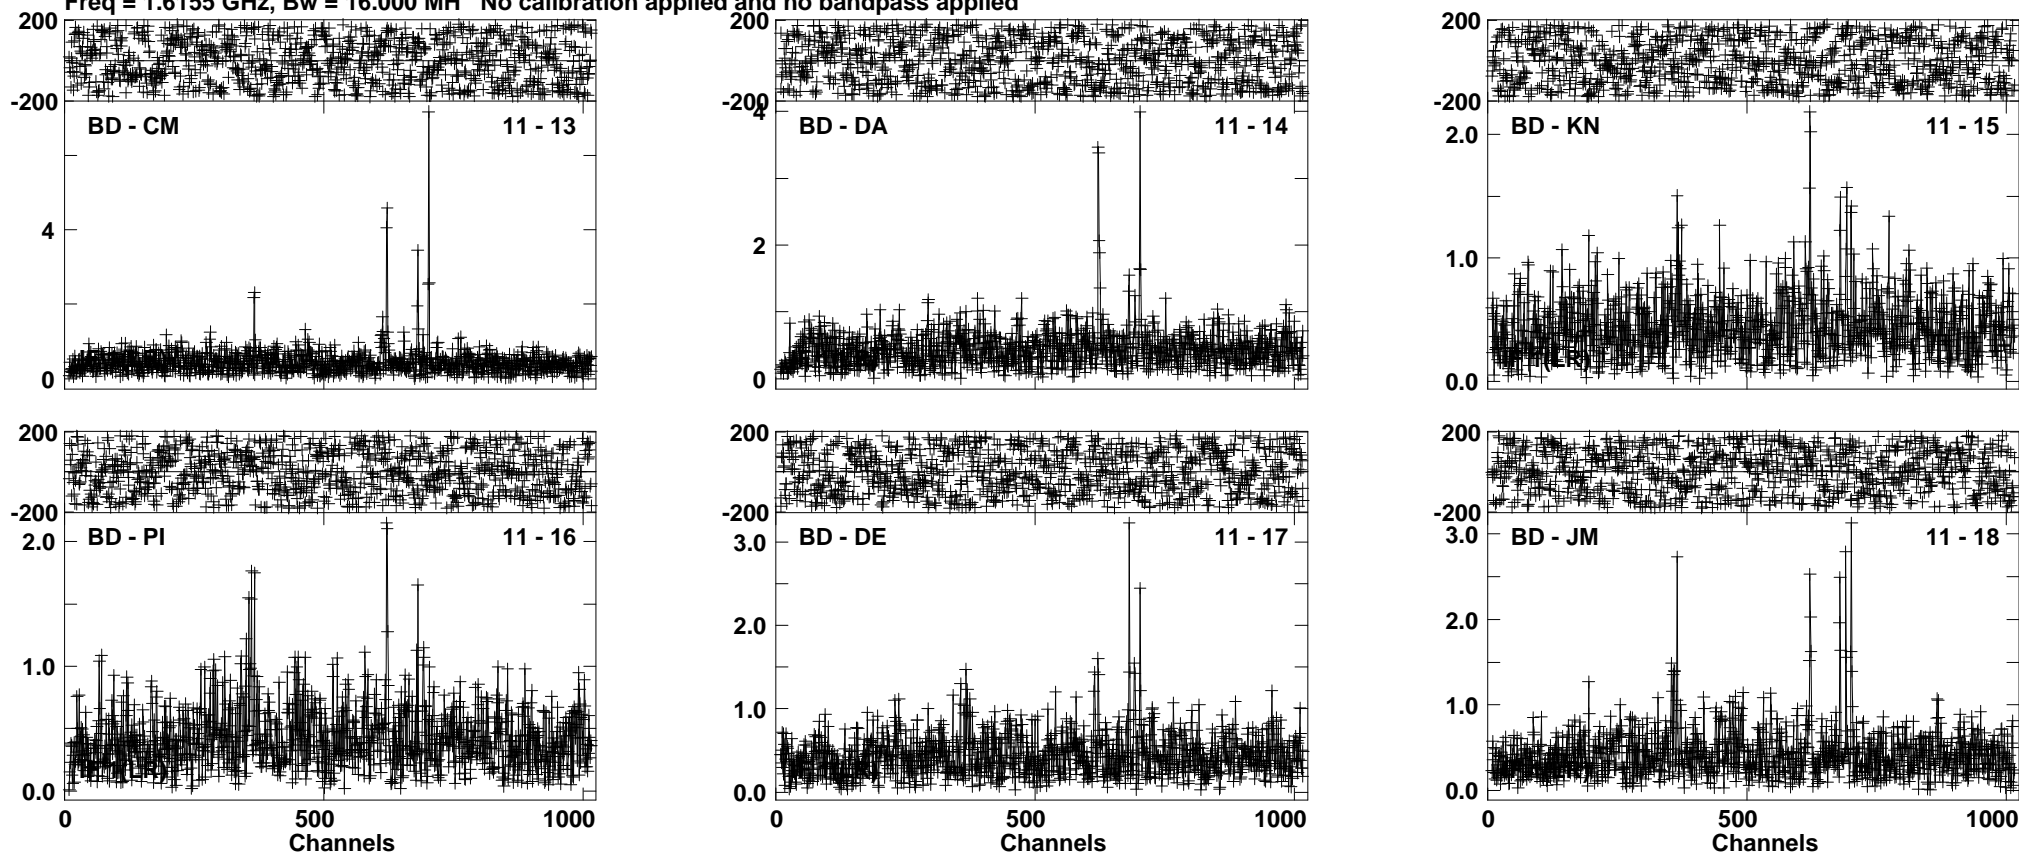 Freq = 1.6155 GHz, Bw = 16.000 MH No calibration applied and no bandpass applied
200
-200
BD - CM 11 - 13
4
0
200
-200
BD - DA 11 - 14
4
2
0
200
-200
BD - KN 11 - 15
2.0
1.0
0.0
200
-200
BD - PI 11 - 16
2.0
1.0
0.0
0 500 1000
Channels
200
-200
BD - DE 11 - 17
3.0
2.0
1.0
0.0
0 500 1000
Channels
200
-200
BD - JM 11 - 18
3.0
2.0
1.0
0.0
0 500 1000
Channels